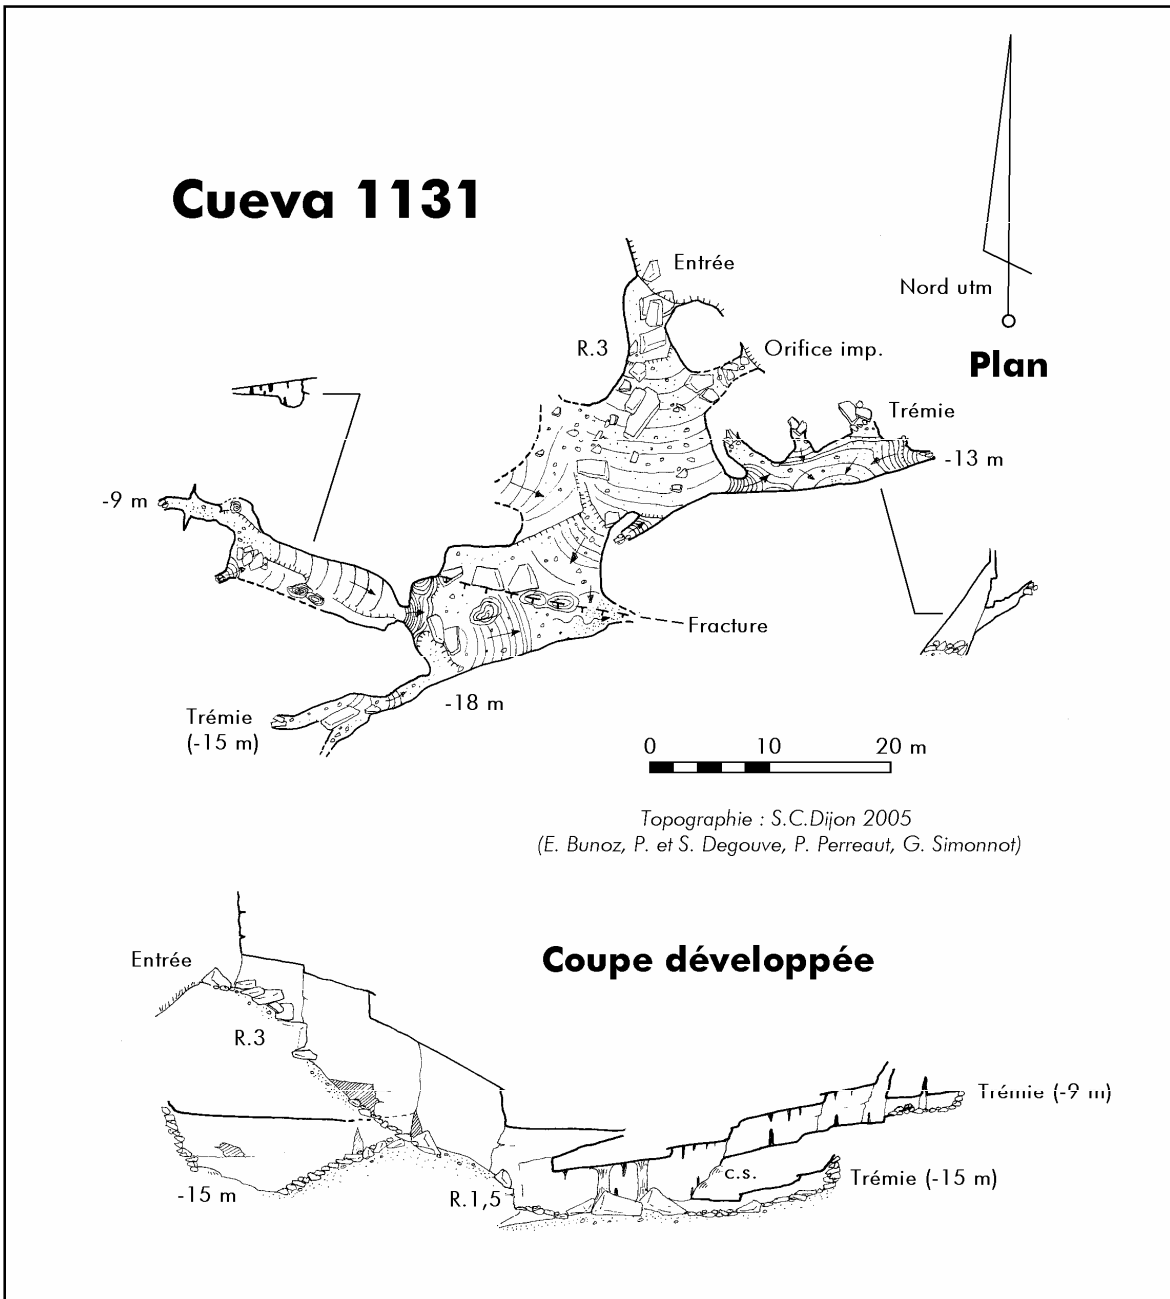 Cueva 1131
Entrée
Nord utm
R.3
Orifice imp.
Plan
Trémie
-13 m
-9 m
Fracture
-18 m
Trémie
(-15 m)
0 10 20 m
Topographie : S.C.Dijon 2005
(E. Bunoz, P. et S. Degouve, P. Perreaut, G. Simonnot)
Coupe développée
Entrée
R.3
Trémie (-9 m)
C.S.
Trémie (-15 m)
-15 m
R.1,5